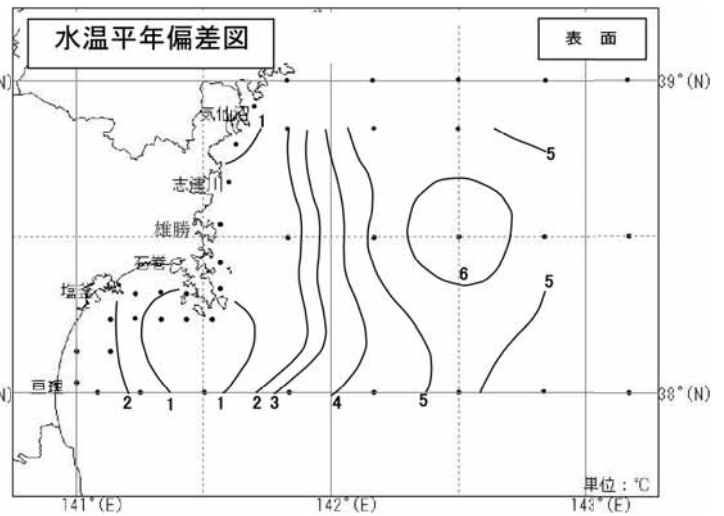 水温平年偏差図
表 面
N)
39°(N)
気仙沼
1
5
志津川
雄勝
6
石巻
5
塩釜
亘理
N)
2
1
1
2
3
4
5
38°(N)
単位：℃
141°(E)
142°(E)
143°(E)